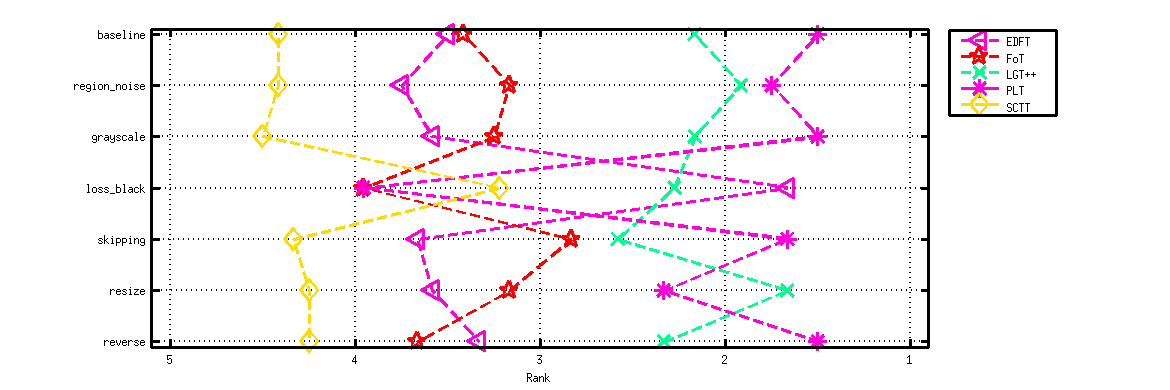 baseline
region_noise
grayscale
loss_black
skipping
resize
reverse
5 4 3 2 1
Rank
EDFT
FoT
LGT++
PLT
SCTT